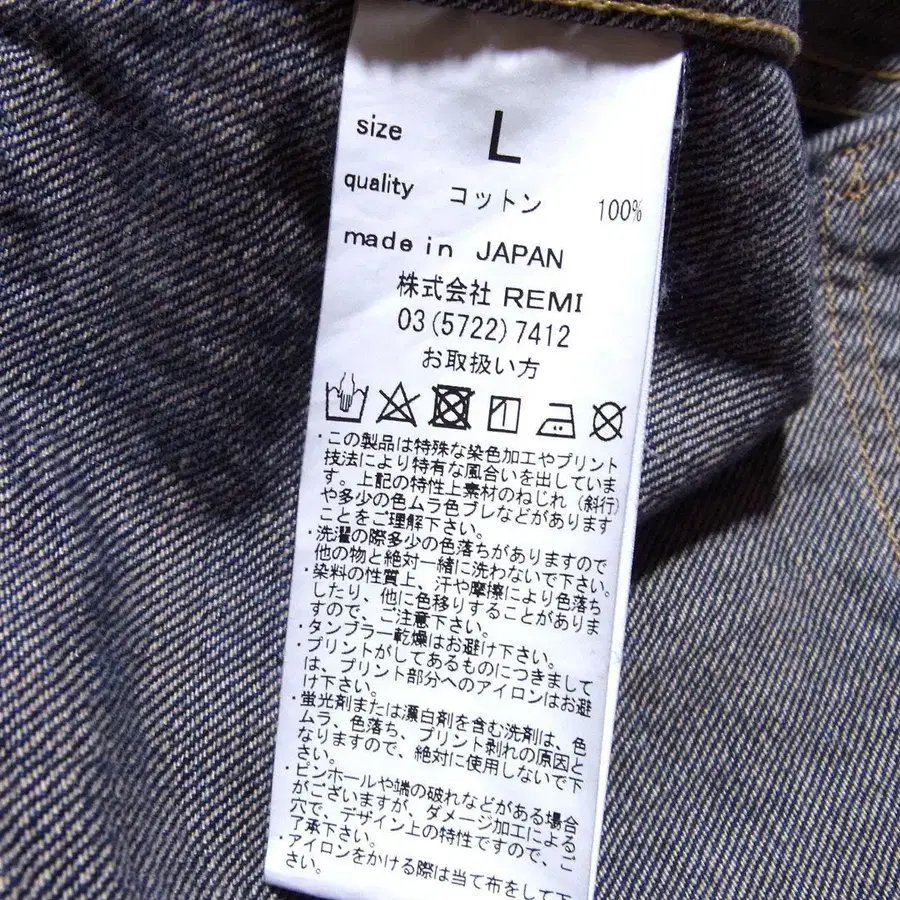 size L
quality コットン 100%
made in JAPAN
株式会社 REMI
03(5722)7412
お取扱い方
・この製品は特殊な染色加工やプリント
技法により特有な風合いを出していま
す。上記の特性上素材のねじれ（斜行）
や多少の色ムラ色ブレなどがあります
ことをご理解下さい。
・洗濯の際多少の色落ちがありますので
他の物と絶対一緒に洗わないで下さい。
・染料の性質上、汗や摩擦により色落ち
したり、他に色移りすることがありま
すので、ご注意下さい。
・タンブラー乾燥はお避け下さい。
・プリントがしてあるものにつきまして
は、プリント部分へのアイロンはお避
け下さい。
・蛍光剤または漂白剤を含む洗剤は、色
ムラ、色落ち、プリント剥れの原因と
なりますので、絶対に使用しないで下
さい。
・ピンホールや端の破れなどがある場合
がございますが、ダメージ加工による
穴で、デザイン上の特性ですので、ご
了承下さい。
・アイロンをかける際は当て布をして下
さい。